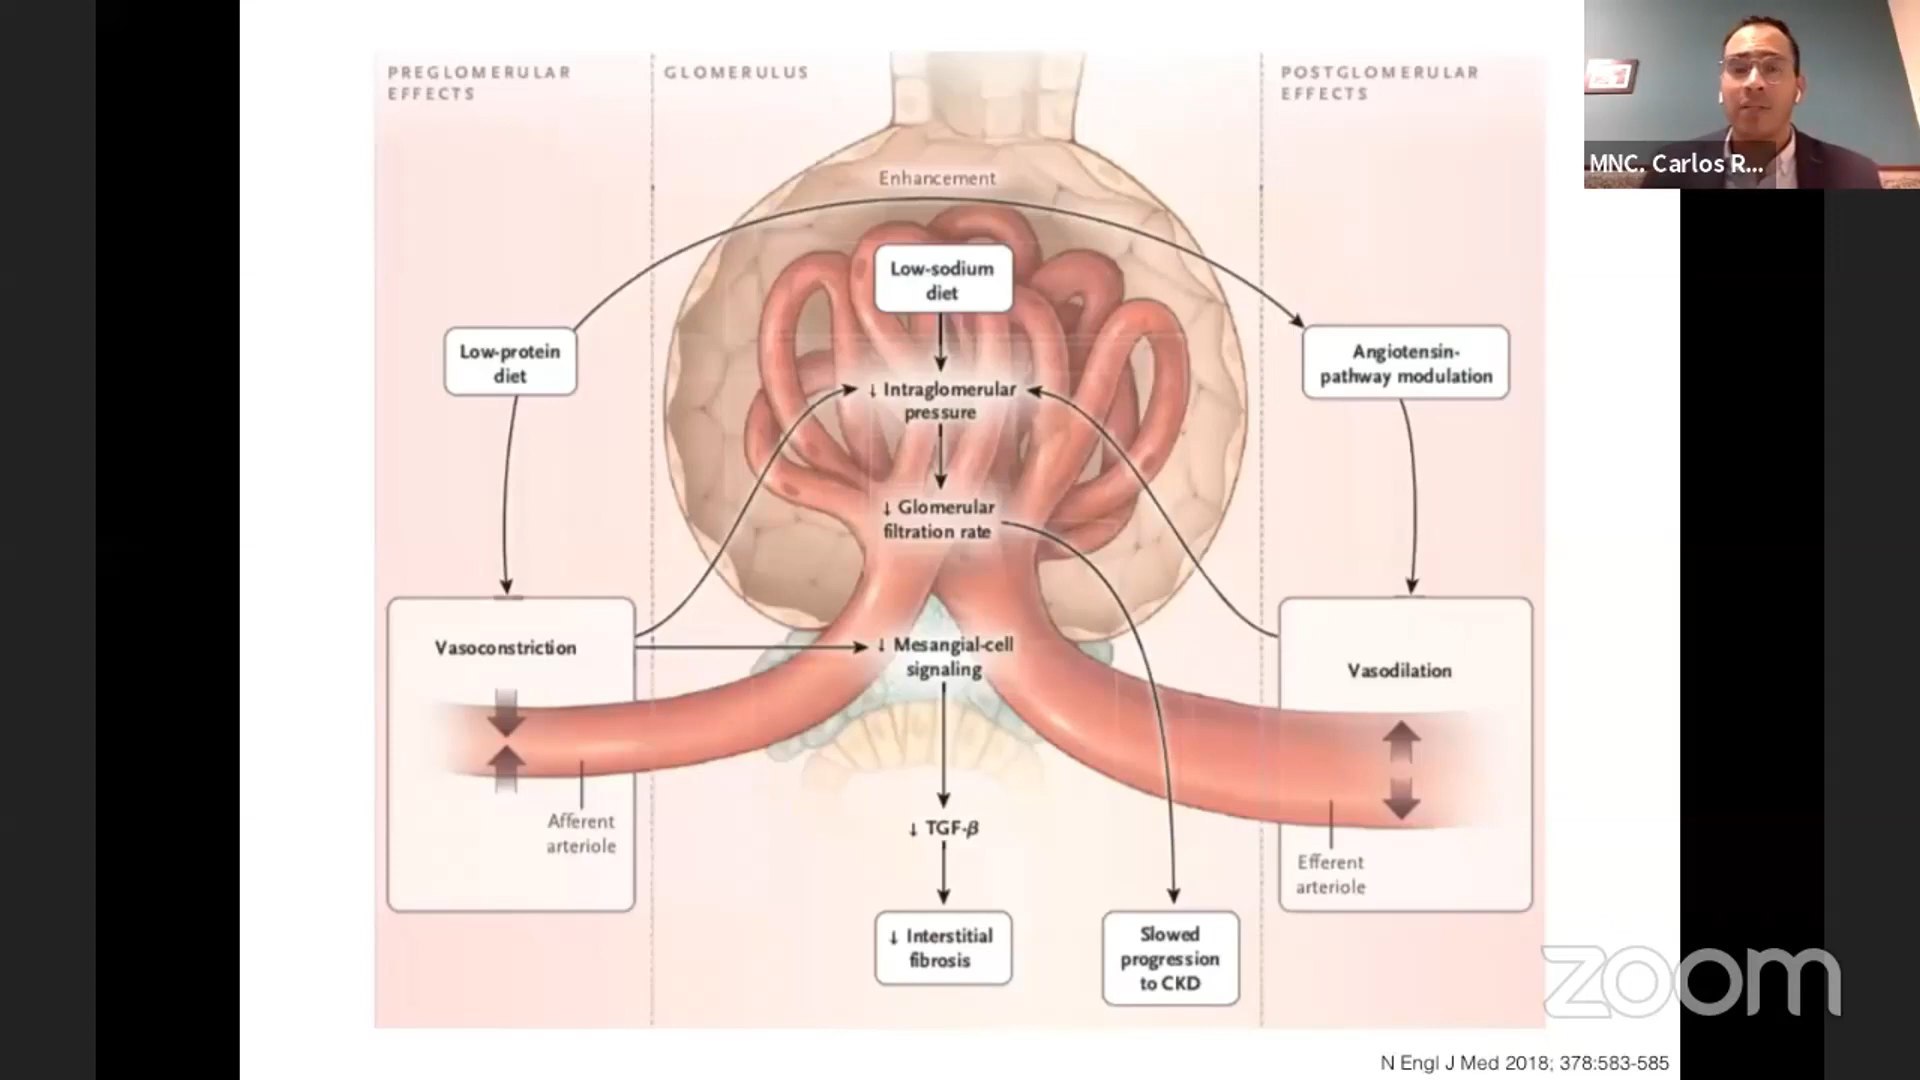 PREGLOMERULAR
EFFECTS
GLOMERULUS
POSTGLOMERULAR
EFFECTS
MNC. Carlos R...
Enhancement
Low-sodium
diet
Low-protein
diet
Angiotensin-
pathway modulation
↓ Intraglomerular
pressure
↓ Glomerular
filtration rate
Vasoconstriction
↓ Mesangial-cell
signaling
Vasodilation
Afferent
arteriole
↓ TGF-β
Efferent
arteriole
↓ Interstitial
fibrosis
Slowed
progression
to CKD
zoom
N Engl J Med 2018; 378:583-585